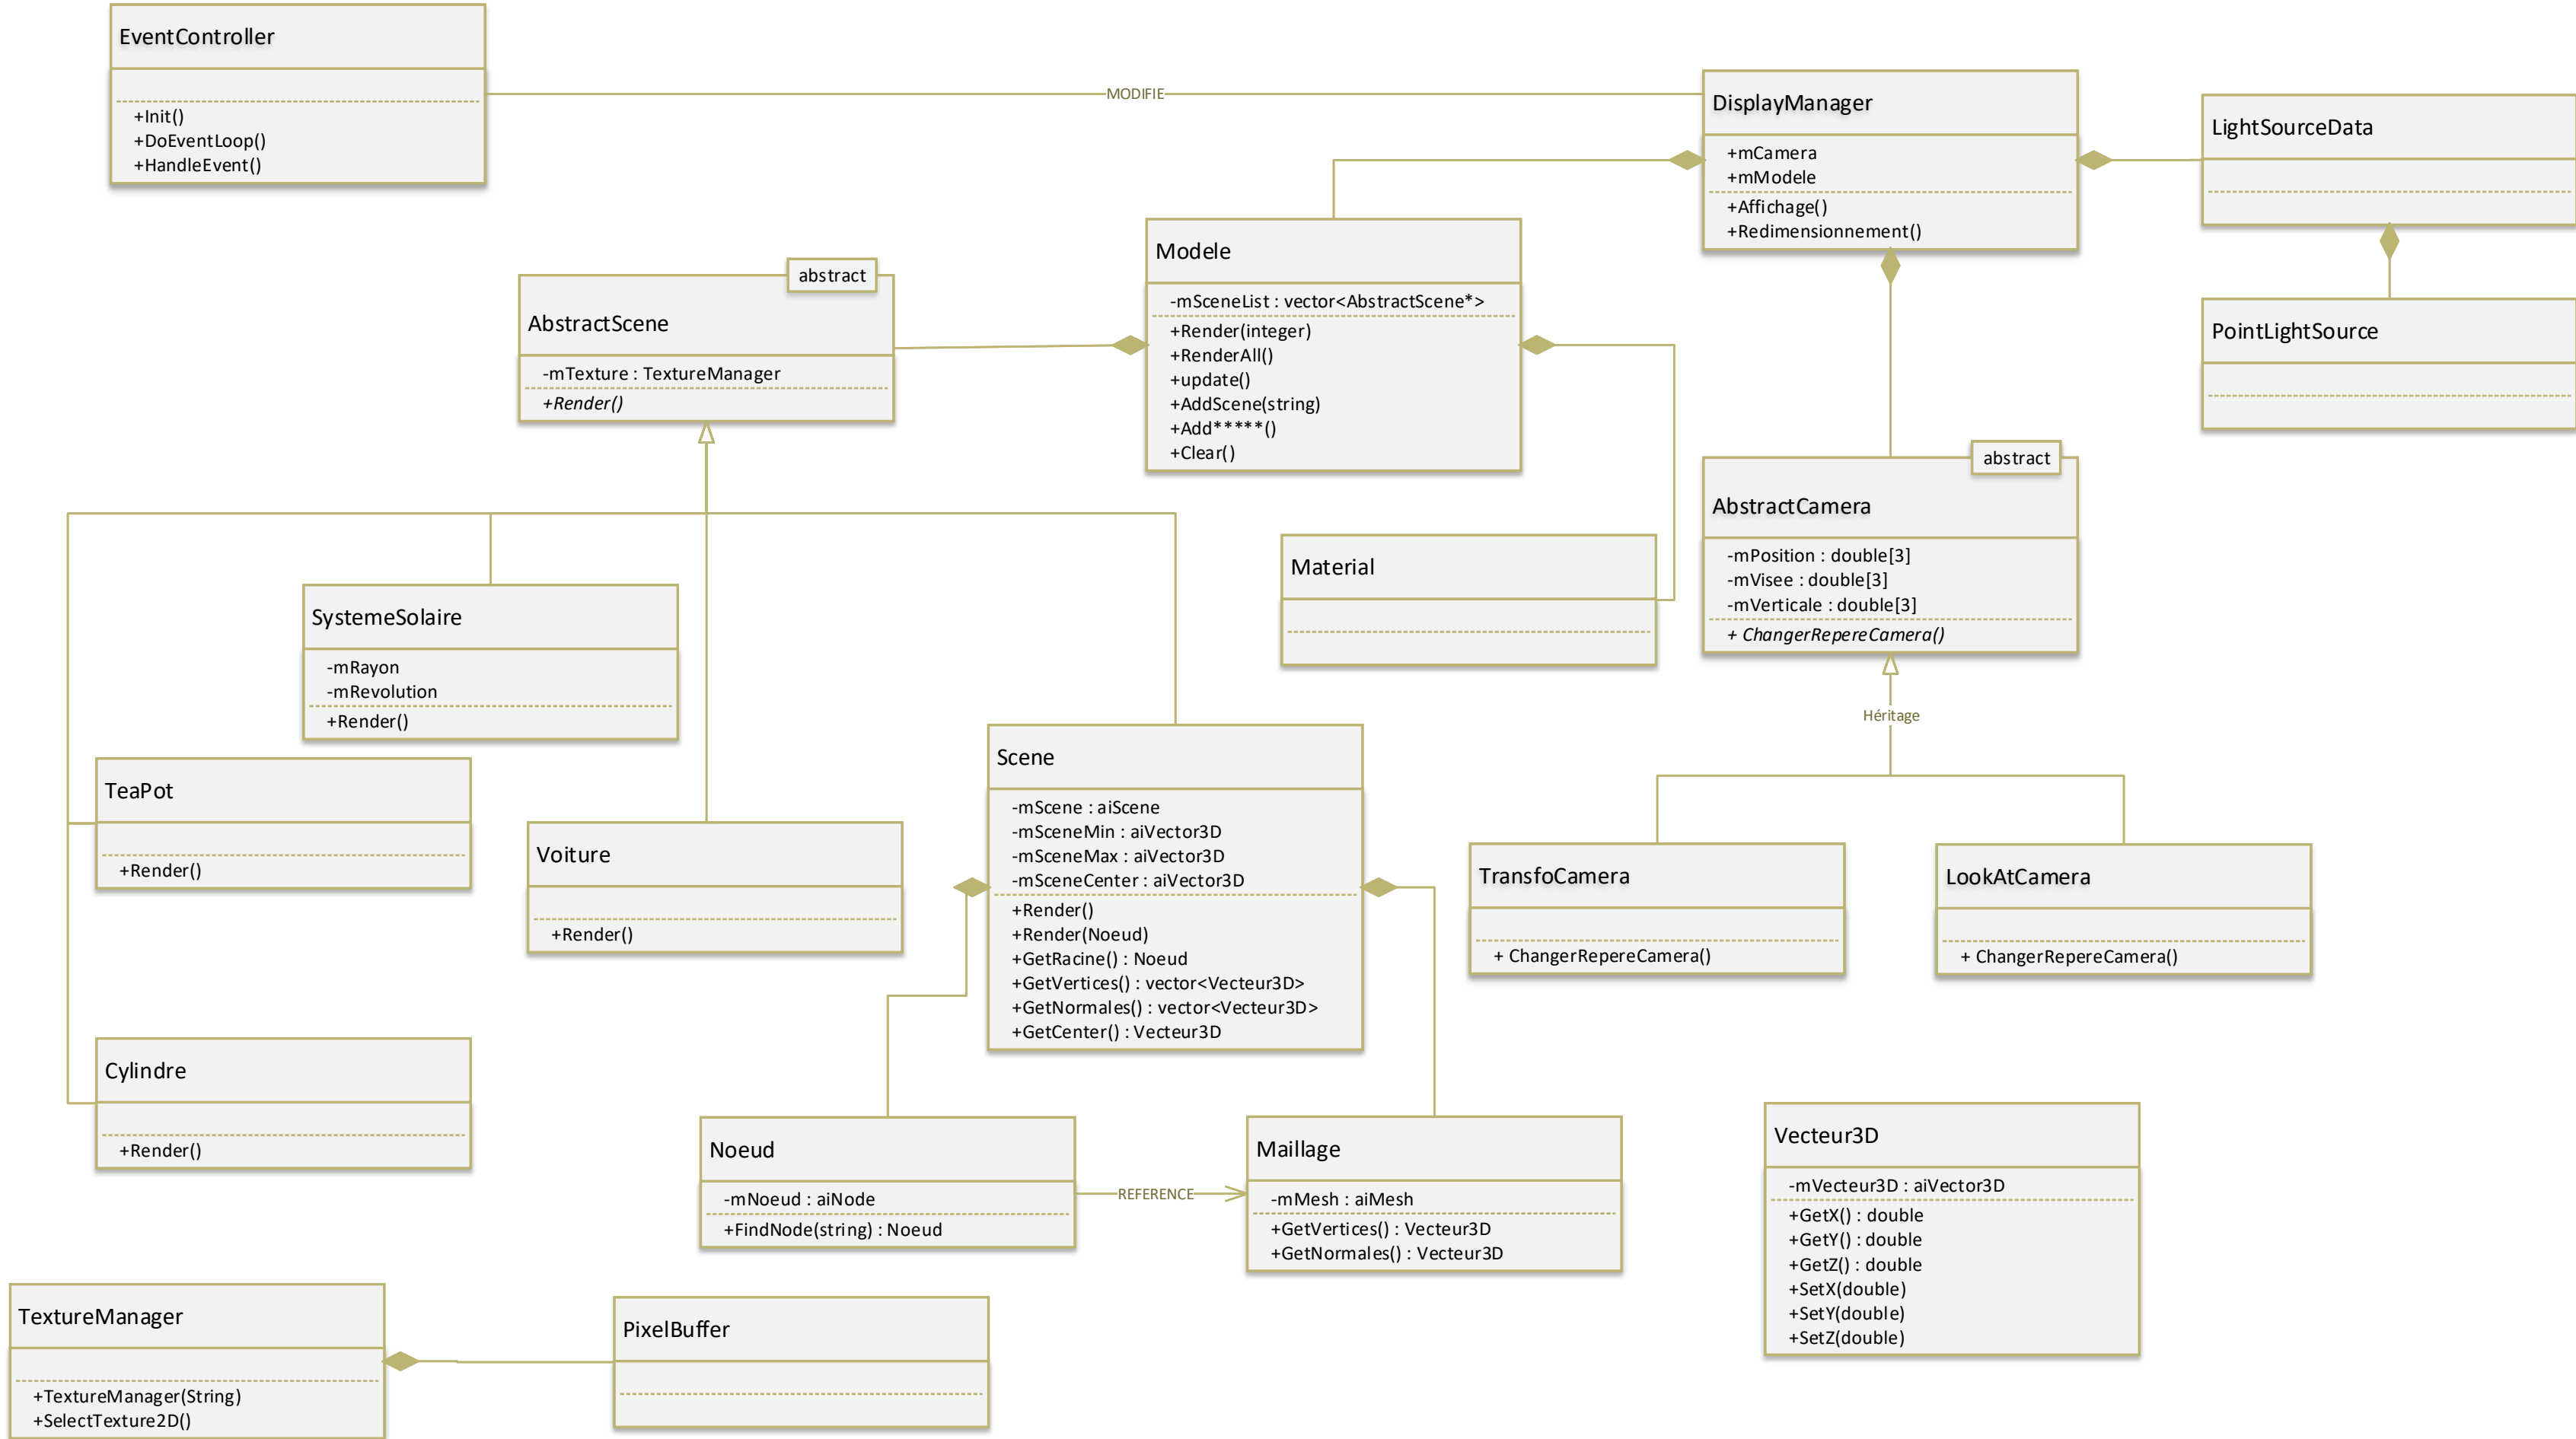 EventController
+Init()
+DoEventLoop()
+HandleEvent()
MODIFIE
DisplayManager
+mCamera
+mModele
+Affichage()
+Redimensionnement()
LightSourceData
PointLightSource
Modele
-mSceneList : vector<AbstractScene*>
+Render(integer)
+RenderAll()
+update()
+AddScene(string)
+Add*****()
+Clear()
abstract
AbstractScene
-mTexture : TextureManager
+Render()
abstract
AbstractCamera
-mPosition : double[3]
-mVisee : double[3]
-mVerticale : double[3]
+ ChangerRepereCamera()
Material
SystemeSolaire
-mRayon
-mRevolution
+Render()
Héritage
TeaPot
+Render()
Voiture
+Render()
Scene
-mScene : aiScene
-mSceneMin : aiVector3D
-mSceneMax : aiVector3D
-mSceneCenter : aiVector3D
+Render()
+Render(Noeud)
+GetRacine() : Noeud
+GetVertices() : vector<Vecteur3D>
+GetNormales() : vector<Vecteur3D>
+GetCenter() : Vecteur3D
TransfoCamera
+ ChangerRepereCamera()
LookAtCamera
+ ChangerRepereCamera()
Cylindre
+Render()
Noeud
-mNoeud : aiNode
+FindNode(string) : Noeud
REFERENCE
Maillage
-mMesh : aiMesh
+GetVertices() : Vecteur3D
+GetNormales() : Vecteur3D
Vecteur3D
-mVecteur3D : aiVector3D
+GetX() : double
+GetY() : double
+GetZ() : double
+SetX(double)
+SetY(double)
+SetZ(double)
TextureManager
+TextureManager(String)
+SelectTexture2D()
PixelBuffer